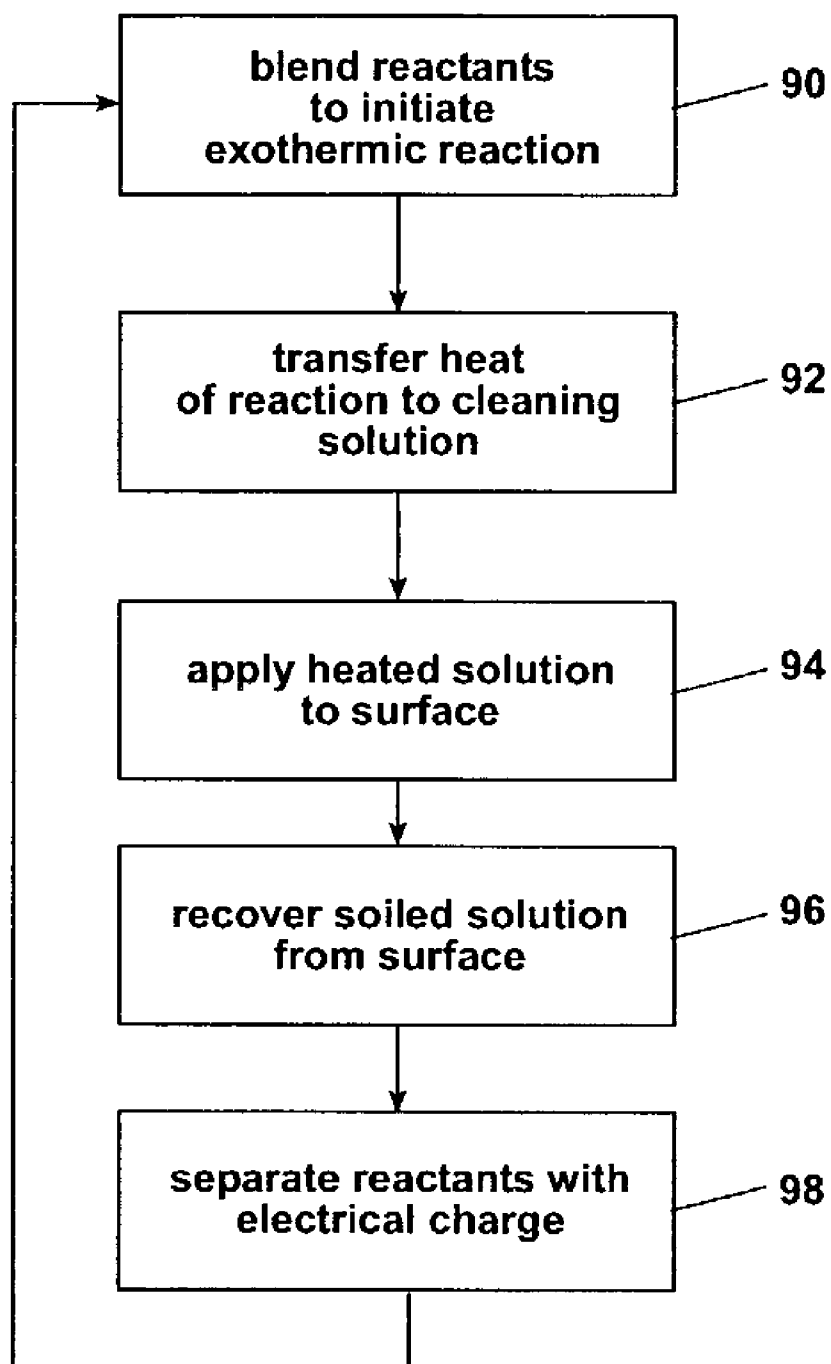 blend reactants
to initiate
exothermic reaction
90
transfer heat
of reaction to cleaning
solution
92
apply heated solution
to surface
94
recover soiled solution
from surface
96
separate reactants with
electrical charge
98